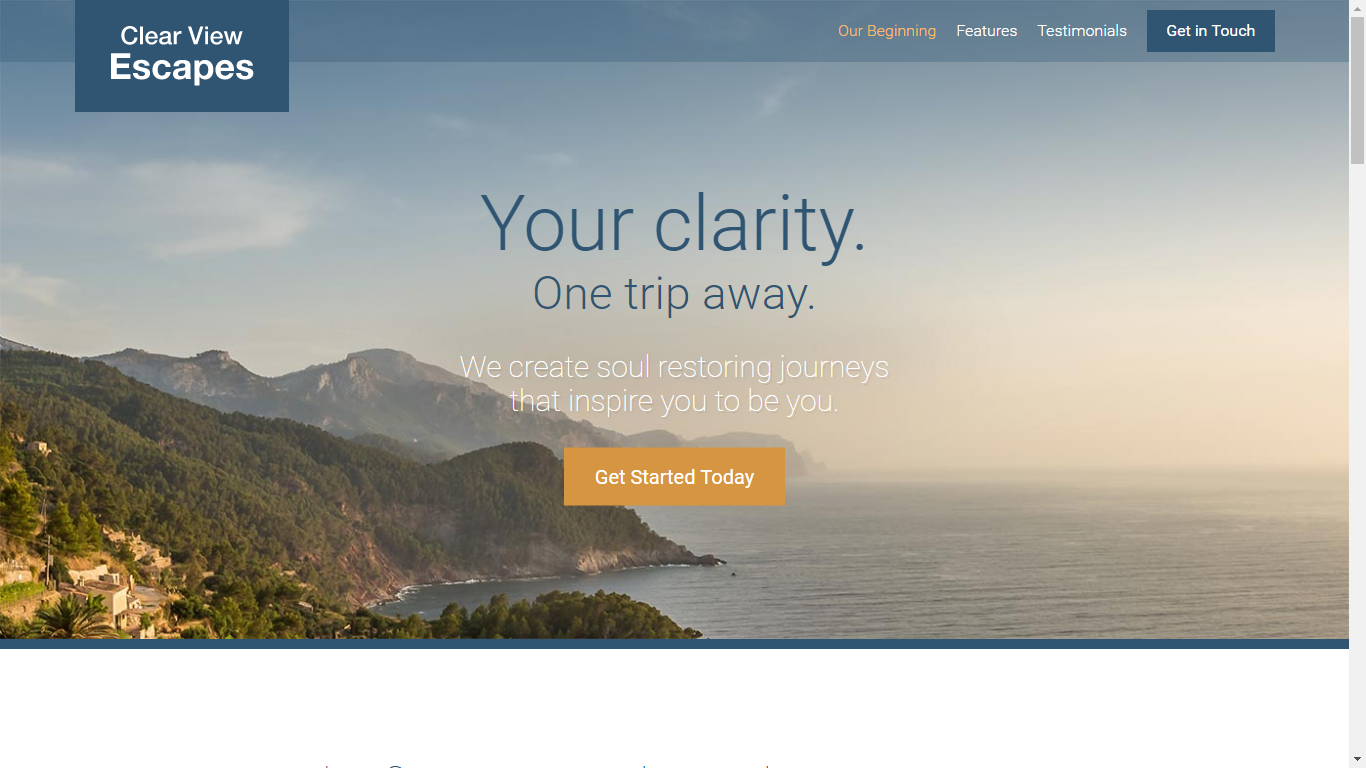 Clear View
Escapes
Our Beginning
Features
Testimonials
Get in Touch
Your clarity.
One trip away.
We create soul restoring journeys
that inspire you to be you.
Get Started Today